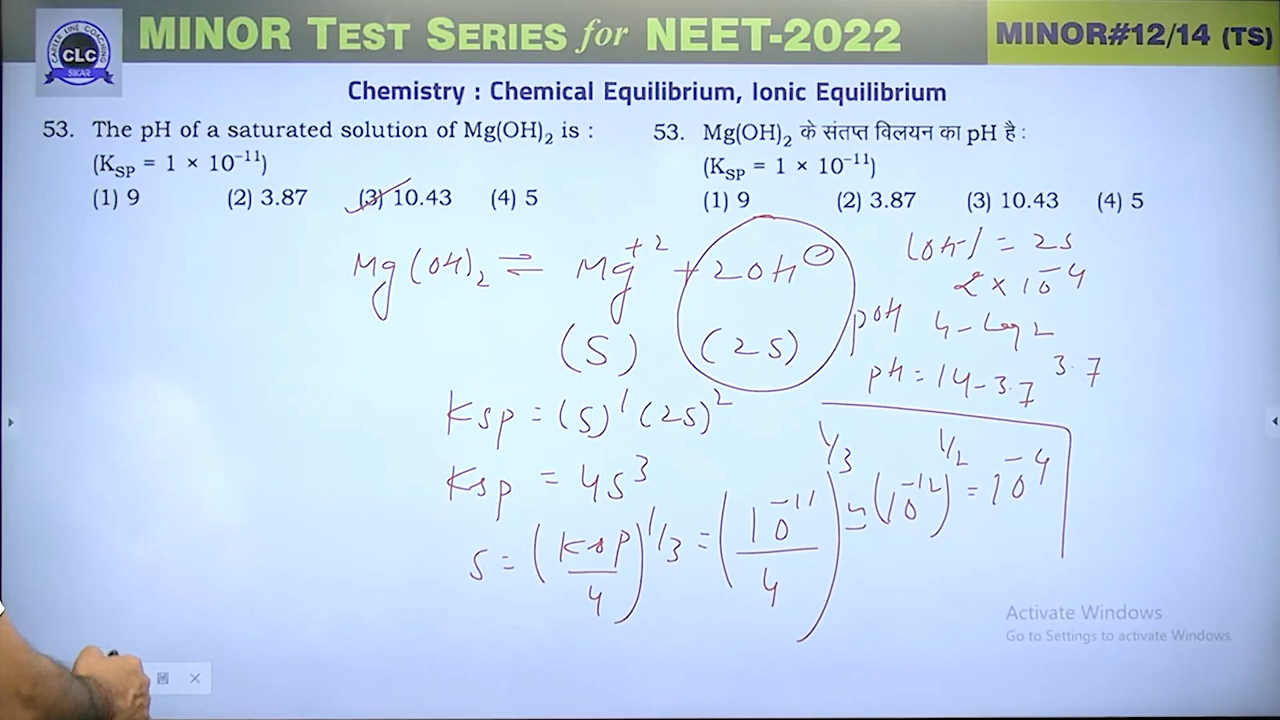 CAREER LINE COACHING
CLC
SIKAR
MINOR TEST SERIES for NEET-2022
MINOR#12/14 (TS)
Chemistry : Chemical Equilibrium, Ionic Equilibrium
53. The pH of a saturated solution of Mg(OH)₂ is :
(K_SP = 1 × 10⁻¹¹)
(1) 9 (2) 3.87 (3) 10.43 (4) 5
53. Mg(OH)₂ के संतप्त विलयन का pH है :
(K_SP = 1 × 10⁻¹¹)
(1) 9 (2) 3.87 (3) 10.43 (4) 5
Mg(OH)₂ ⇌ Mg⁺² + 2OH⊖
(S) (2S)
Ksp = (S)¹ (2S)²
Ksp = 4S³
S = (Ksp/4)^1/3 = (10⁻¹¹/4)^1/3 ≃ (10⁻¹²)^1/2 = 10⁻⁴
(OH⁻) = 2S
2 × 10⁻⁴
pOH 4 - log 2
3.7
pH = 14 - 3.7
Activate Windows
Go to Settings to activate Windows.